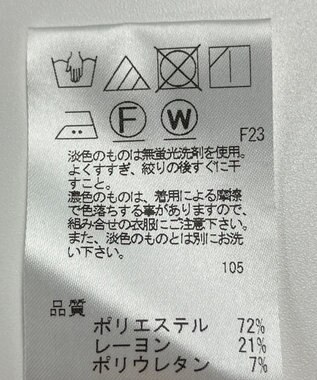 F W
F23
淡色のものは無蛍光洗剤を使用。
よくすすぎ、絞りの後すぐに干
すこと。
濃色のものは、着用による摩擦
で色落ちする事がありますので、
組み合せの衣服にご注意下さい。
また、淡色のものとは別にお洗
い下さい。
105
品質
ポリエステル 72%
レーヨン 21%
ポリウレタン 7%